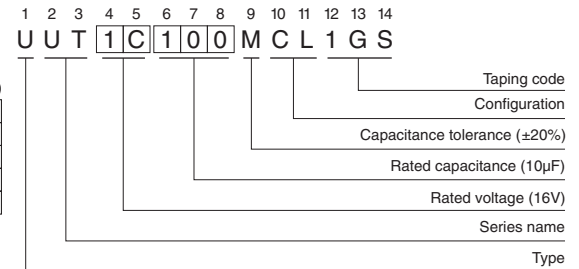 1 2 3 4 5 6 7 8 9 10 11 12 13 14
U U T 1 C 1 0 0 M C L 1 G S
Taping code
Configuration
Capacitance tolerance (±20%)
Rated capacitance (10µF)
Rated voltage (16V)
Series name
Type